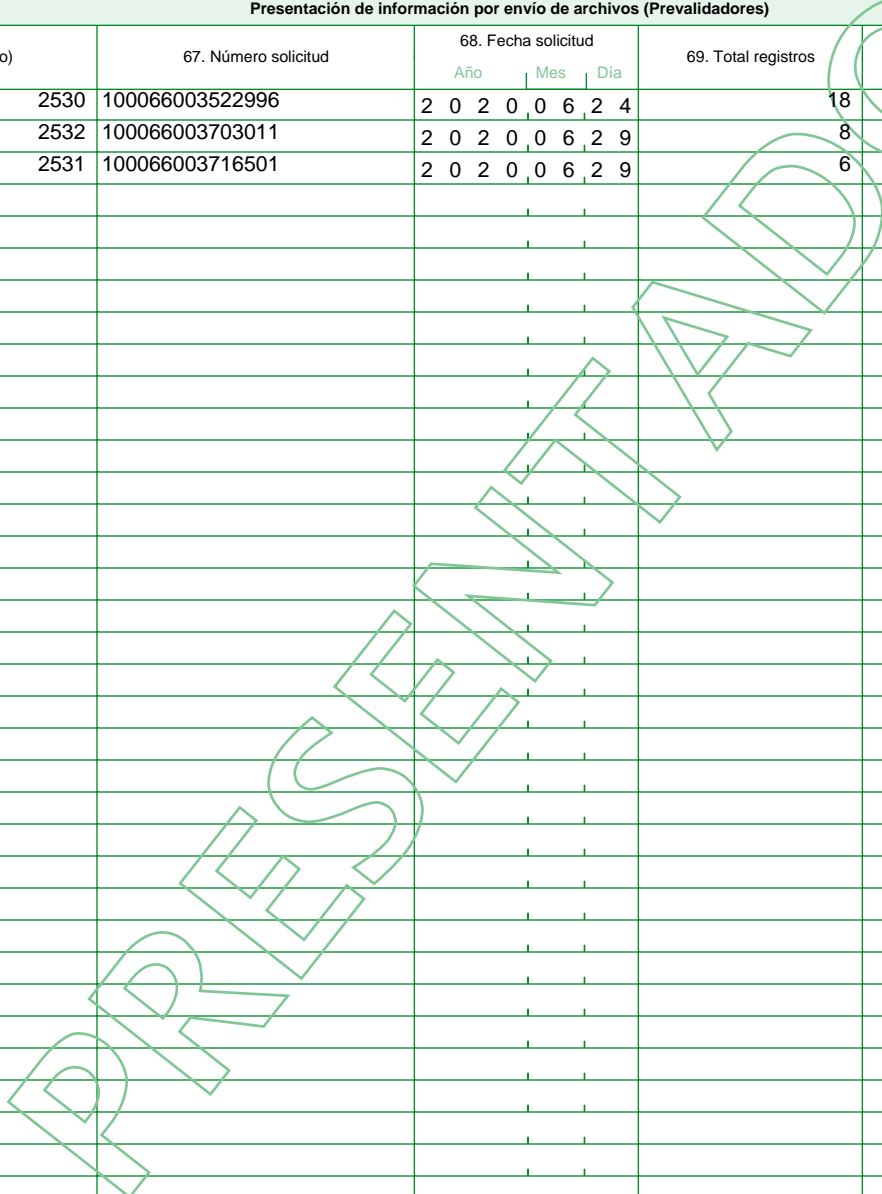 Presentación de información por envío de archivos (Prevalidadores)
o) 67. Número solicitud 68. Fecha solicitud 69. Total registros
Año Mes Día
2530 100066003522996 2 0 2 0 0 6 2 4 18
2532 100066003703011 2 0 2 0 0 6 2 9 8
2531 100066003716501 2 0 2 0 0 6 2 9 6
PRESENTADO